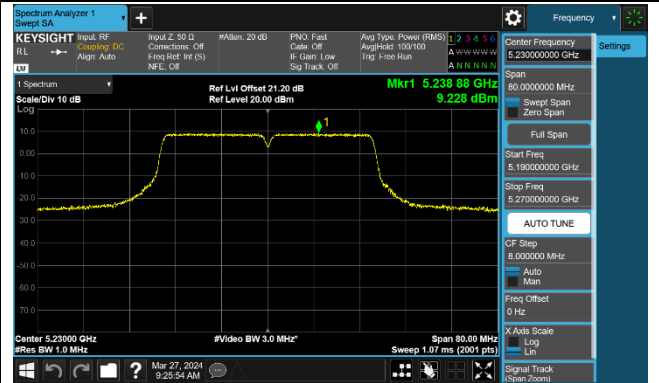 Spectrum Analyzer 1
Swept SA
Frequency
KEYSIGHT
RL
LXI
Input: RF
Coupling: DC
Align: Auto
Input Z: 50 Ω
Corrections: Off
Freq Ref: Int (S)
NFE: Off
#Atten: 20 dB
PNO: Fast
Gate: Off
IF Gain: Low
Sig Track: Off
Avg Type: Power (RMS)
Avg|Hold: 100/100
Trig: Free Run
1 2 3 4 5 6
A W W W W W
A N N N N N
1 Spectrum
Scale/Div 10 dB
Log
Ref Lvl Offset 21.20 dB
Ref Level 20.00 dBm
Mkr1 5.238 88 GHz
9.228 dBm
1
10.0
0.00
-10.0
-20.0
-30.0
-40.0
-50.0
-60.0
-70.0
Center 5.23000 GHz
#Res BW 1.0 MHz
#Video BW 3.0 MHz*
Span 80.00 MHz
Sweep 1.07 ms (2001 pts)
Mar 27, 2024
9:25:54 AM
Center Frequency
5.230000000 GHz
Span
80.0000000 MHz
Swept Span
Zero Span
Full Span
Start Freq
5.190000000 GHz
Stop Freq
5.270000000 GHz
AUTO TUNE
CF Step
8.000000 MHz
Auto
Man
Freq Offset
0 Hz
X Axis Scale
Log
Lin
Signal Track
(Span Zoom)
Settings